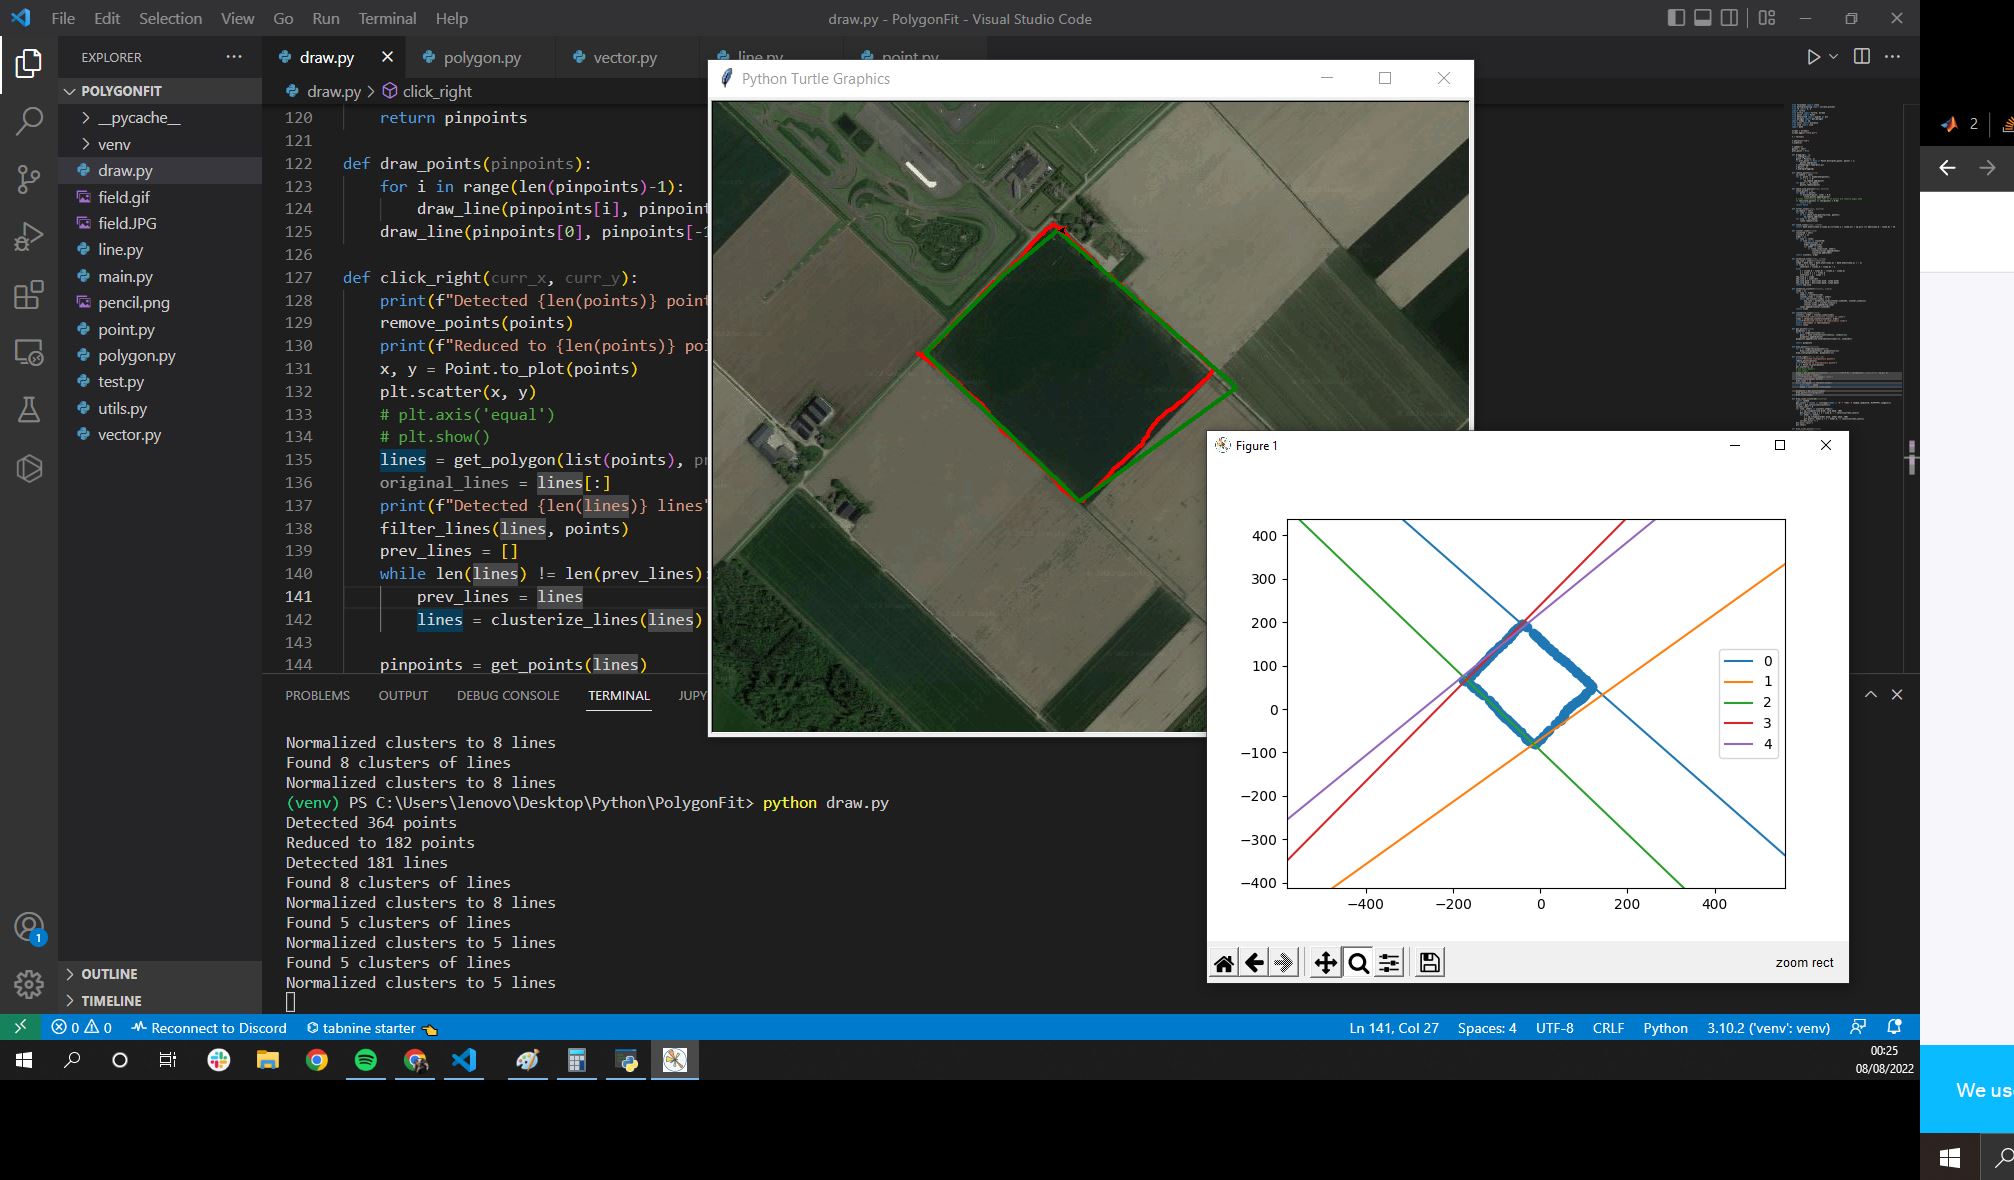 File Edit Selection View Go Run Terminal Help
draw.py - PolygonFit - Visual Studio Code
EXPLORER
POLYGONFIT
__pycache__
venv
draw.py
field.gif
field.JPG
line.py
main.py
pencil.png
point.py
polygon.py
test.py
utils.py
vector.py
OUTLINE
TIMELINE
1
draw.py polygon.py vector.py line.py point.py
draw.py > click_right
120 return pinpoints
121
122 def draw_points(pinpoints):
123 for i in range(len(pinpoints)-1):
124 draw_line(pinpoints[i], pinpoint
125 draw_line(pinpoints[0], pinpoints[-1
126
127 def click_right(curr_x, curr_y):
128 print(f"Detected {len(points)} point
129 remove_points(points)
130 print(f"Reduced to {len(points)} poi
131 x, y = Point.to_plot(points)
132 plt.scatter(x, y)
133 # plt.axis('equal')
134 # plt.show()
135 lines = get_polygon(list(points), pr
136 original_lines = lines[:]
137 print(f"Detected {len(lines)} lines"
138 filter_lines(lines, points)
139 prev_lines = []
140 while len(lines) != len(prev_lines):
141 prev_lines = lines
142 lines = clusterize_lines(lines)
143
144 pinpoints = get_points(lines)
PROBLEMS OUTPUT DEBUG CONSOLE TERMINAL JUPY
Normalized clusters to 8 lines
Found 8 clusters of lines
Normalized clusters to 8 lines
(venv) PS C:\Users\lenovo\Desktop\Python\PolygonFit> python draw.py
Detected 364 points
Reduced to 182 points
Detected 181 lines
Found 8 clusters of lines
Normalized clusters to 8 lines
Found 5 clusters of lines
Normalized clusters to 5 lines
Found 5 clusters of lines
Normalized clusters to 5 lines
Python Turtle Graphics
Figure 1
400
300
200
100
0
−100
−200
−300
−400
−400 −200 0 200 400
0
1
2
3
4
zoom rect
0 0 Reconnect to Discord tabnine starter
Ln 141, Col 27 Spaces: 4 UTF-8 CRLF Python 3.10.2 ('venv': venv)
00:25
08/08/2022
2
We us